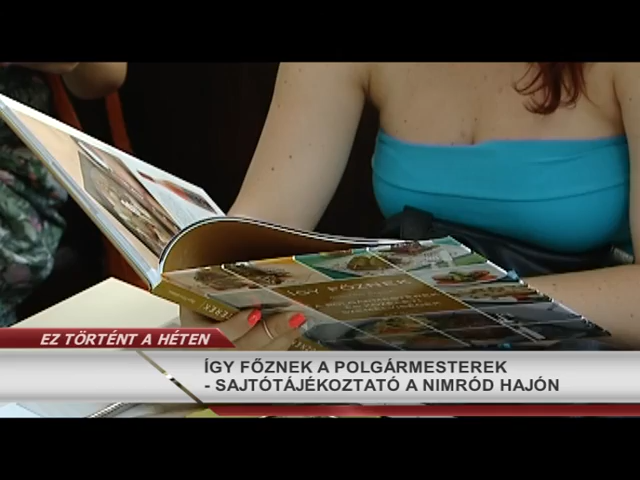 ÍGY FŐZNEK
EZ TÖRTÉNT A HÉTEN
ÍGY FŐZNEK A POLGÁRMESTEREK
- SAJTÓTÁJÉKOZTATÓ A NIMRÓD HAJÓN